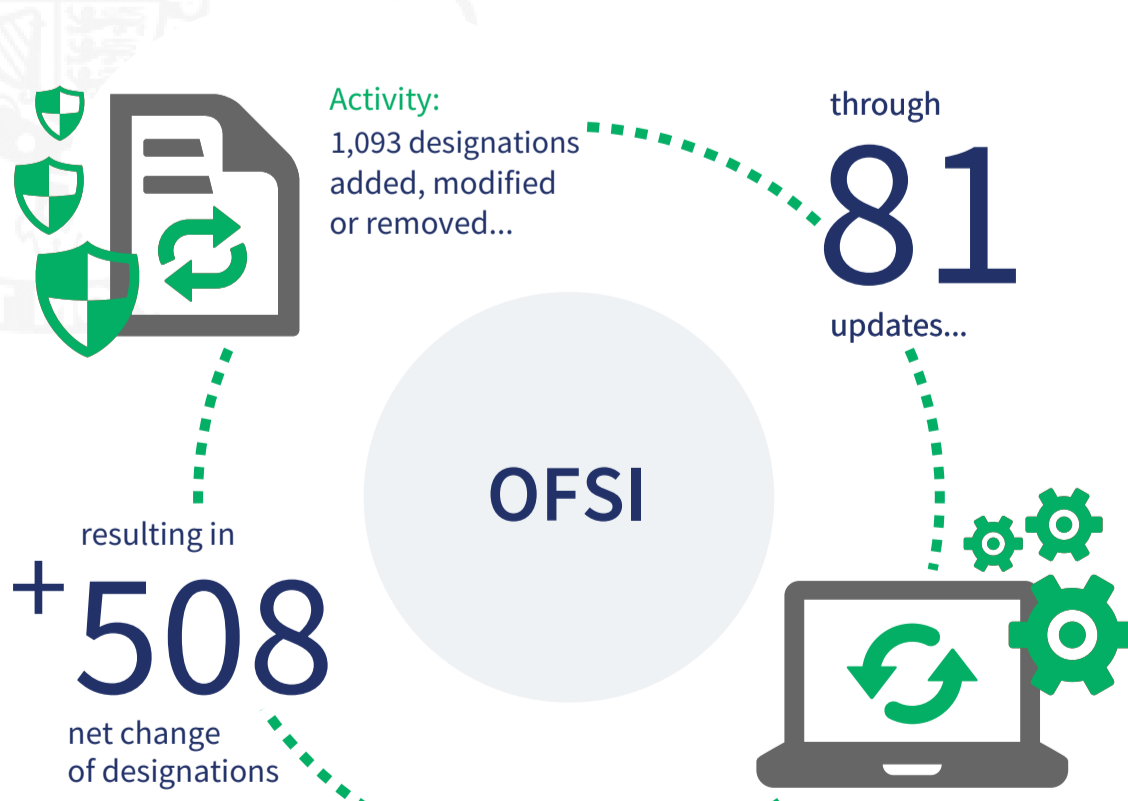 Activity:
1,093 designations
added, modified
or removed...
through
81
updates...
OFSI
resulting in
+508
net change
of designations